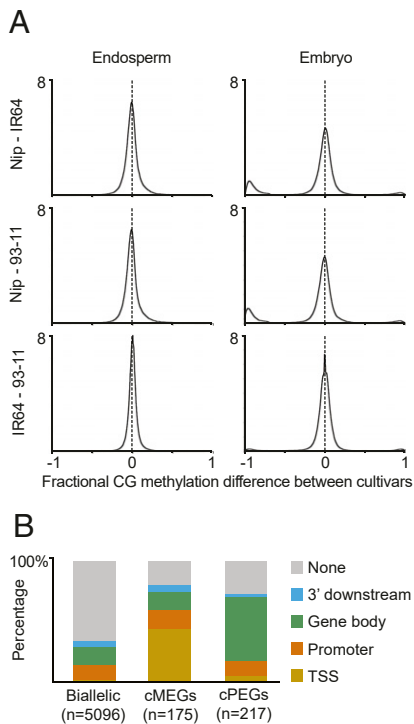 A
Endosperm
Embryo
Nip - IR64
8
8
Nip - 93-11
8
8
IR64 - 93-11
8
8
-1 0 1 -1 0 1
Fractional CG methylation difference between cultivars
B
100%
Percentage
None
3' downstream
Gene body
Promoter
TSS
Biallelic cMEGs cPEGs
(n=5096) (n=175) (n=217)